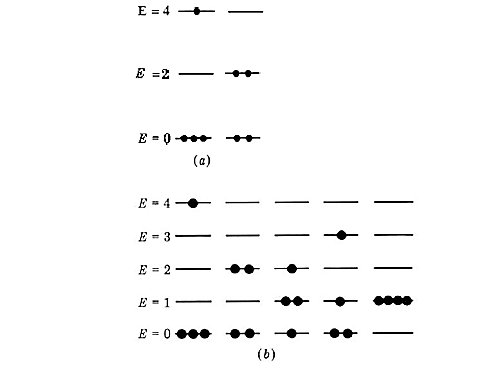 E = 4
E = 2
E = 0
(a)
E = 4
E = 3
E = 2
E = 1
E = 0
(b)